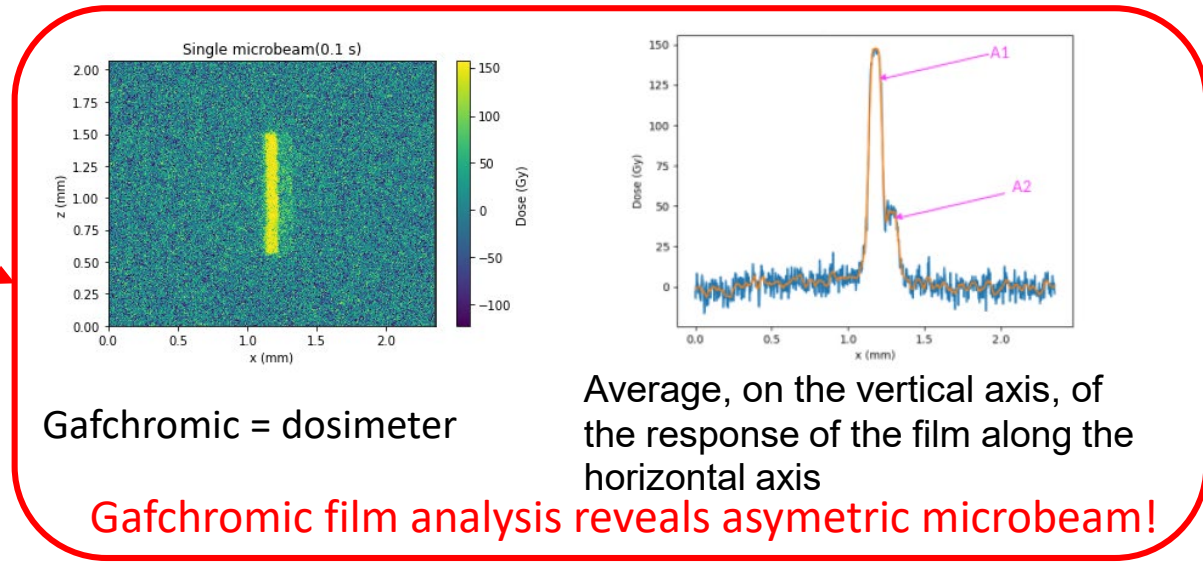 Single microbeam(0.1 s)
2.00
1.75
1.50
1.25
1.00
0.75
0.50
0.25
0.00
z (mm)
0.0 0.5 1.0 1.5 2.0
x (mm)
150
100
50
0
−50
−100
Dose (Gy)
150
125
100
75
50
25
0
Dose (Gy)
A1
A2
0.0 0.5 1.0 1.5 2.0
x (mm)
Gafchromic = dosimeter
Average, on the vertical axis, of
the response of the film along the
horizontal axis
Gafchromic film analysis reveals asymetric microbeam!